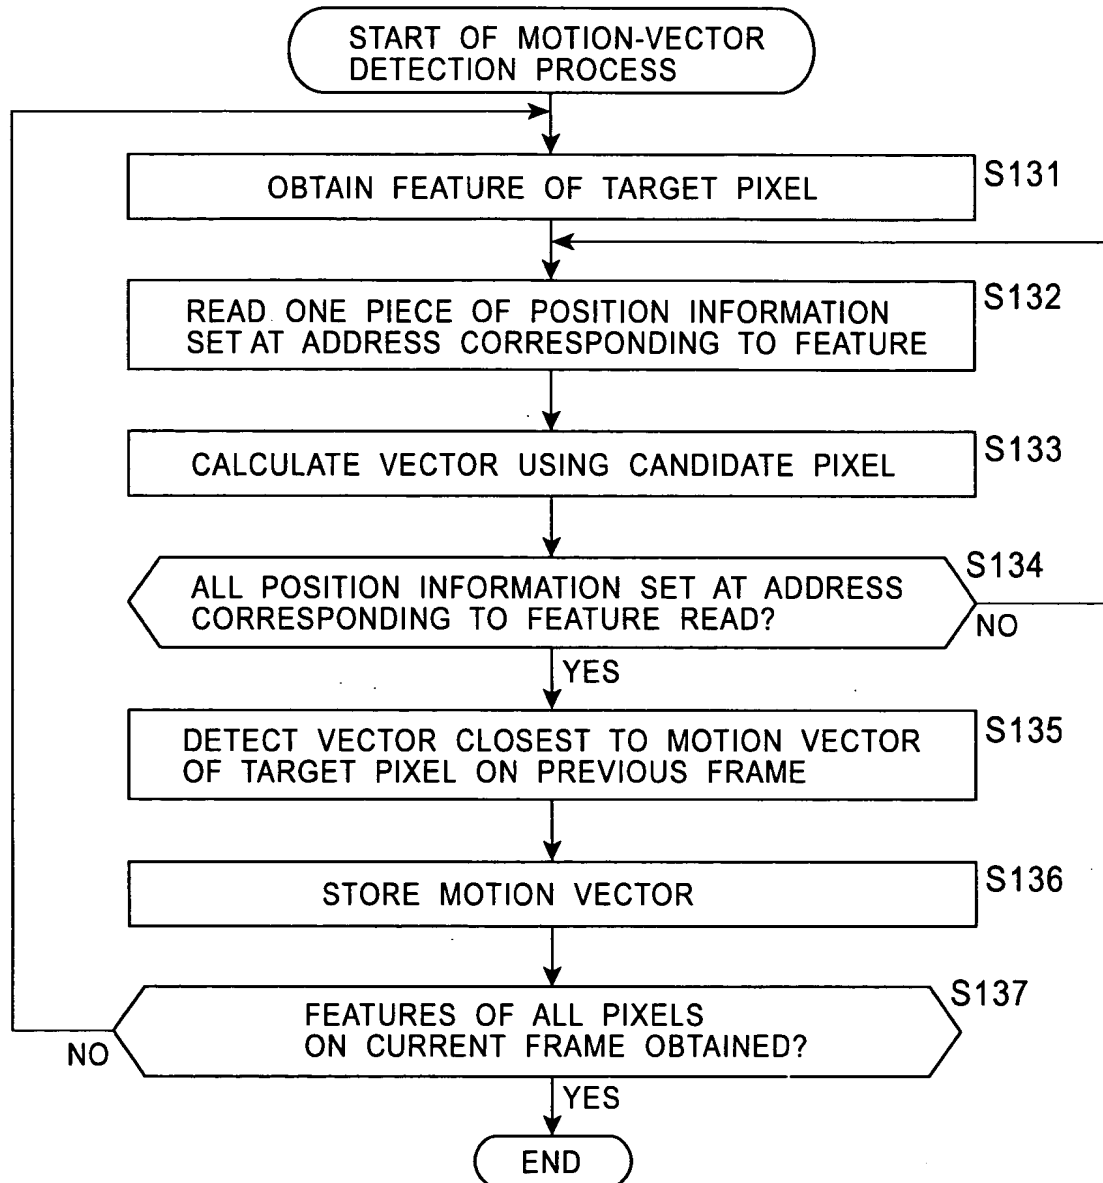 START OF MOTION-VECTOR
DETECTION PROCESS
OBTAIN FEATURE OF TARGET PIXEL
S131
READ ONE PIECE OF POSITION INFORMATION
SET AT ADDRESS CORRESPONDING TO FEATURE
S132
CALCULATE VECTOR USING CANDIDATE PIXEL
S133
ALL POSITION INFORMATION SET AT ADDRESS
CORRESPONDING TO FEATURE READ?
S134
NO
YES
DETECT VECTOR CLOSEST TO MOTION VECTOR
OF TARGET PIXEL ON PREVIOUS FRAME
S135
STORE MOTION VECTOR
S136
FEATURES OF ALL PIXELS
ON CURRENT FRAME OBTAINED?
S137
NO
YES
END